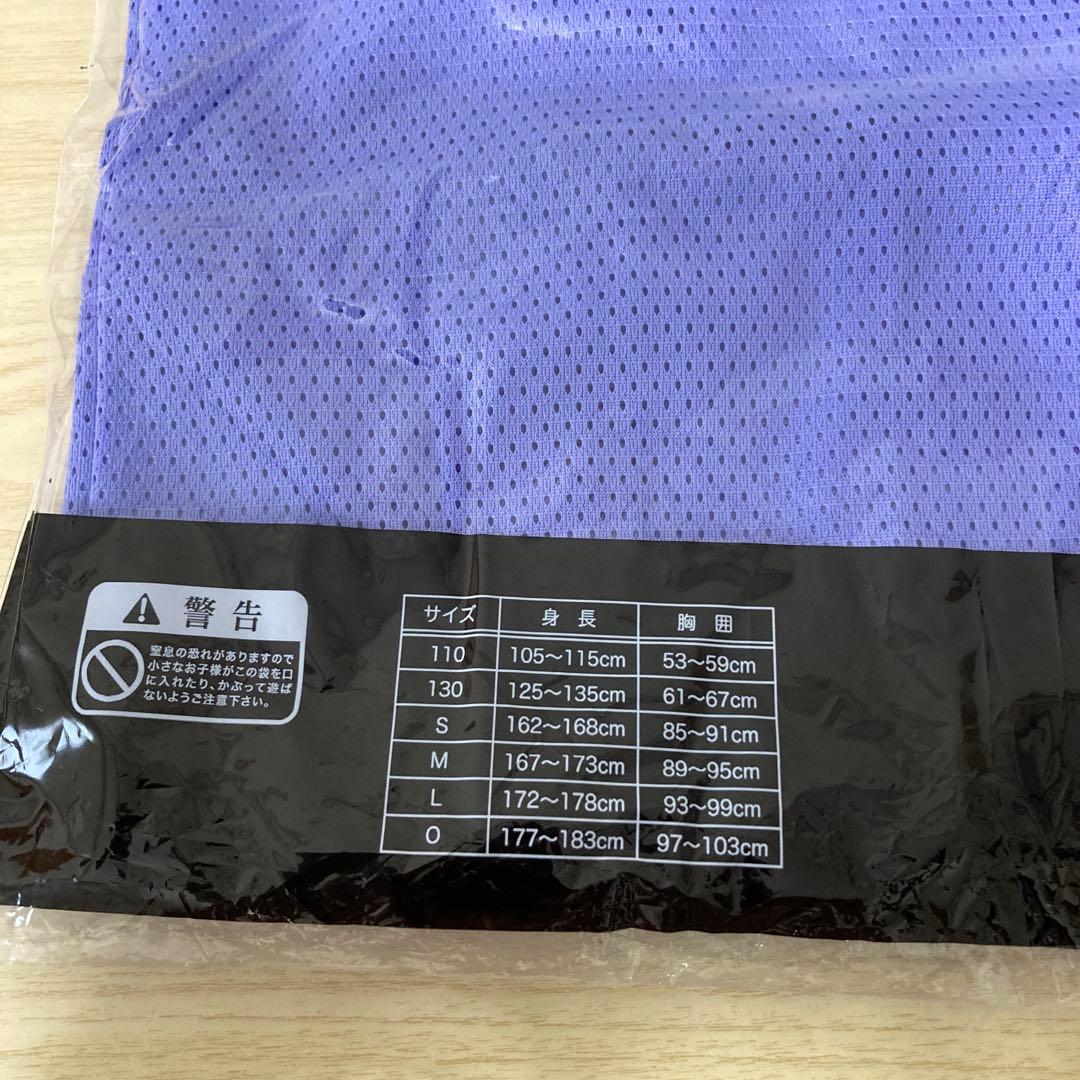 警告
窒息の恐れがありますので
小さなお子様がこの袋を口
に入れたり、かぶって遊ば
ないようご注意下さい。
サイズ 身長 胸囲
110 105～115cm 53～59cm
130 125～135cm 61～67cm
S 162～168cm 85～91cm
M 167～173cm 89～95cm
L 172～178cm 93～99cm
O 177～183cm 97～103cm